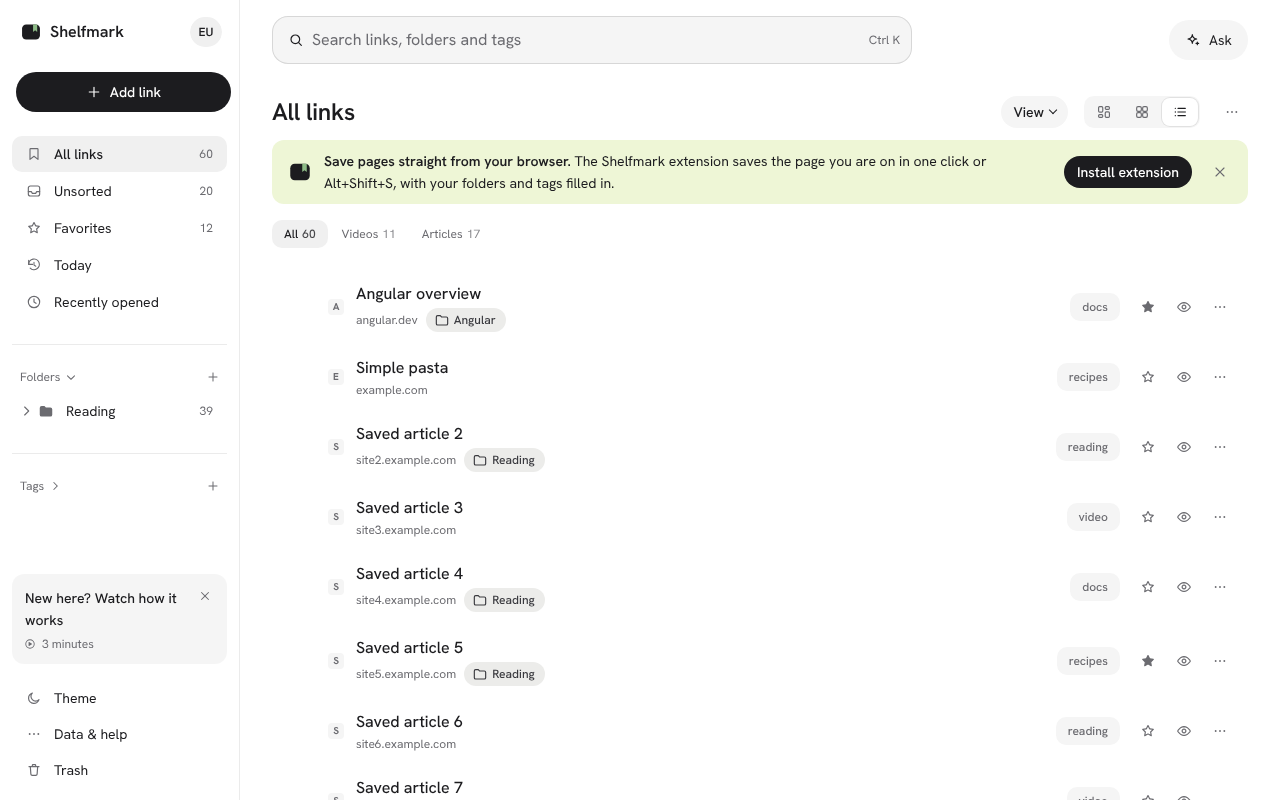 Shelfmark
EU
Add link
All links 60
Unsorted 20
Favorites 12
Today
Recently opened
Folders
Reading 39
Tags
New here? Watch how it
works
3 minutes
Theme
Data & help
Trash
Search links, folders and tags Ctrl K
Ask
All links
View
Save pages straight from your browser. The Shelfmark extension saves the page you are on in one click or
Alt+Shift+S, with your folders and tags filled in.
Install extension
All 60 Videos 11 Articles 17
A
Angular overview
angular.dev Angular
docs
E
Simple pasta
example.com
recipes
S
Saved article 2
site2.example.com Reading
reading
S
Saved article 3
site3.example.com
video
S
Saved article 4
site4.example.com Reading
docs
S
Saved article 5
site5.example.com Reading
recipes
S
Saved article 6
site6.example.com
reading
S
Saved article 7
video